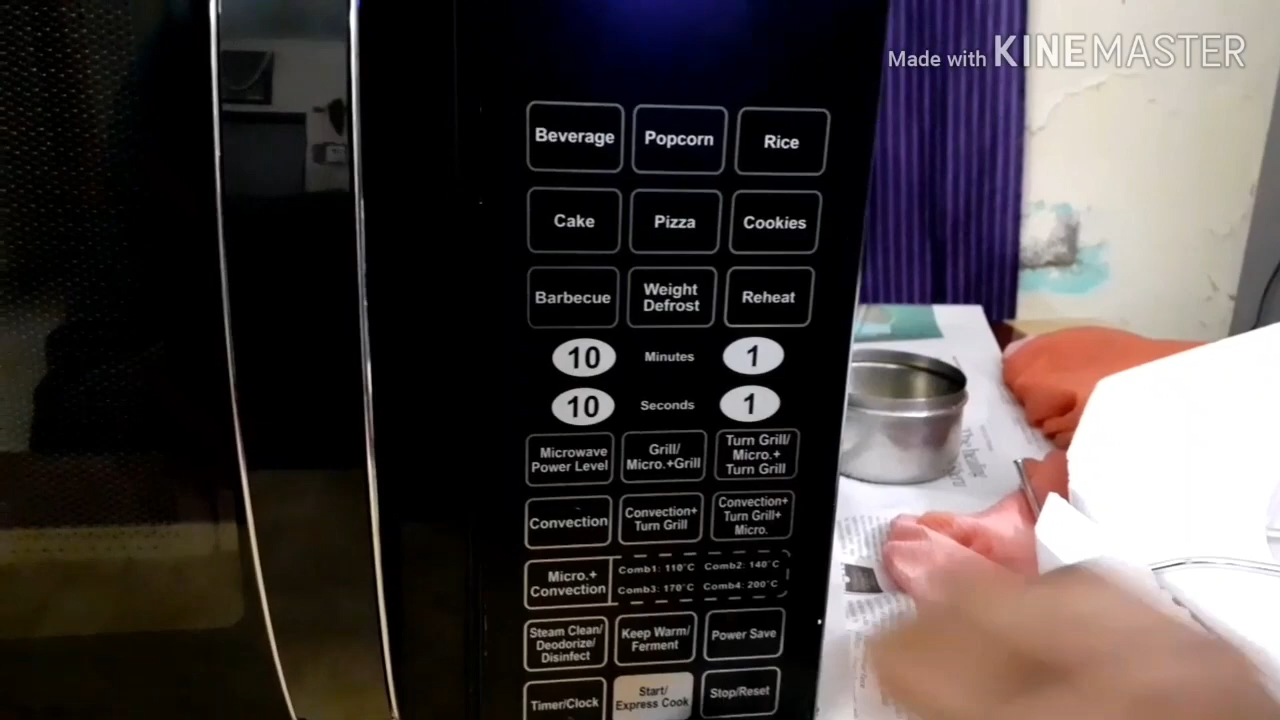 Made with KINEMASTER
Beverage
Popcorn
Rice
Cake
Pizza
Cookies
Barbecue
Weight
Defrost
Reheat
10 Minutes 1
10 Seconds 1
Microwave
Power Level
Grill/
Micro.+Grill
Turn Grill/
Micro.+
Turn Grill
Convection
Convection+
Turn Grill
Convection+
Turn Grill+
Micro.
Micro.+
Convection
Comb1: 110°C Comb2: 140°C
Comb3: 170°C Comb4: 200°C
Steam Clean/
Deodorize/
Disinfect
Keep Warm/
Ferment
Power Save
Timer/Clock
Start/
Express Cook
Stop/Reset